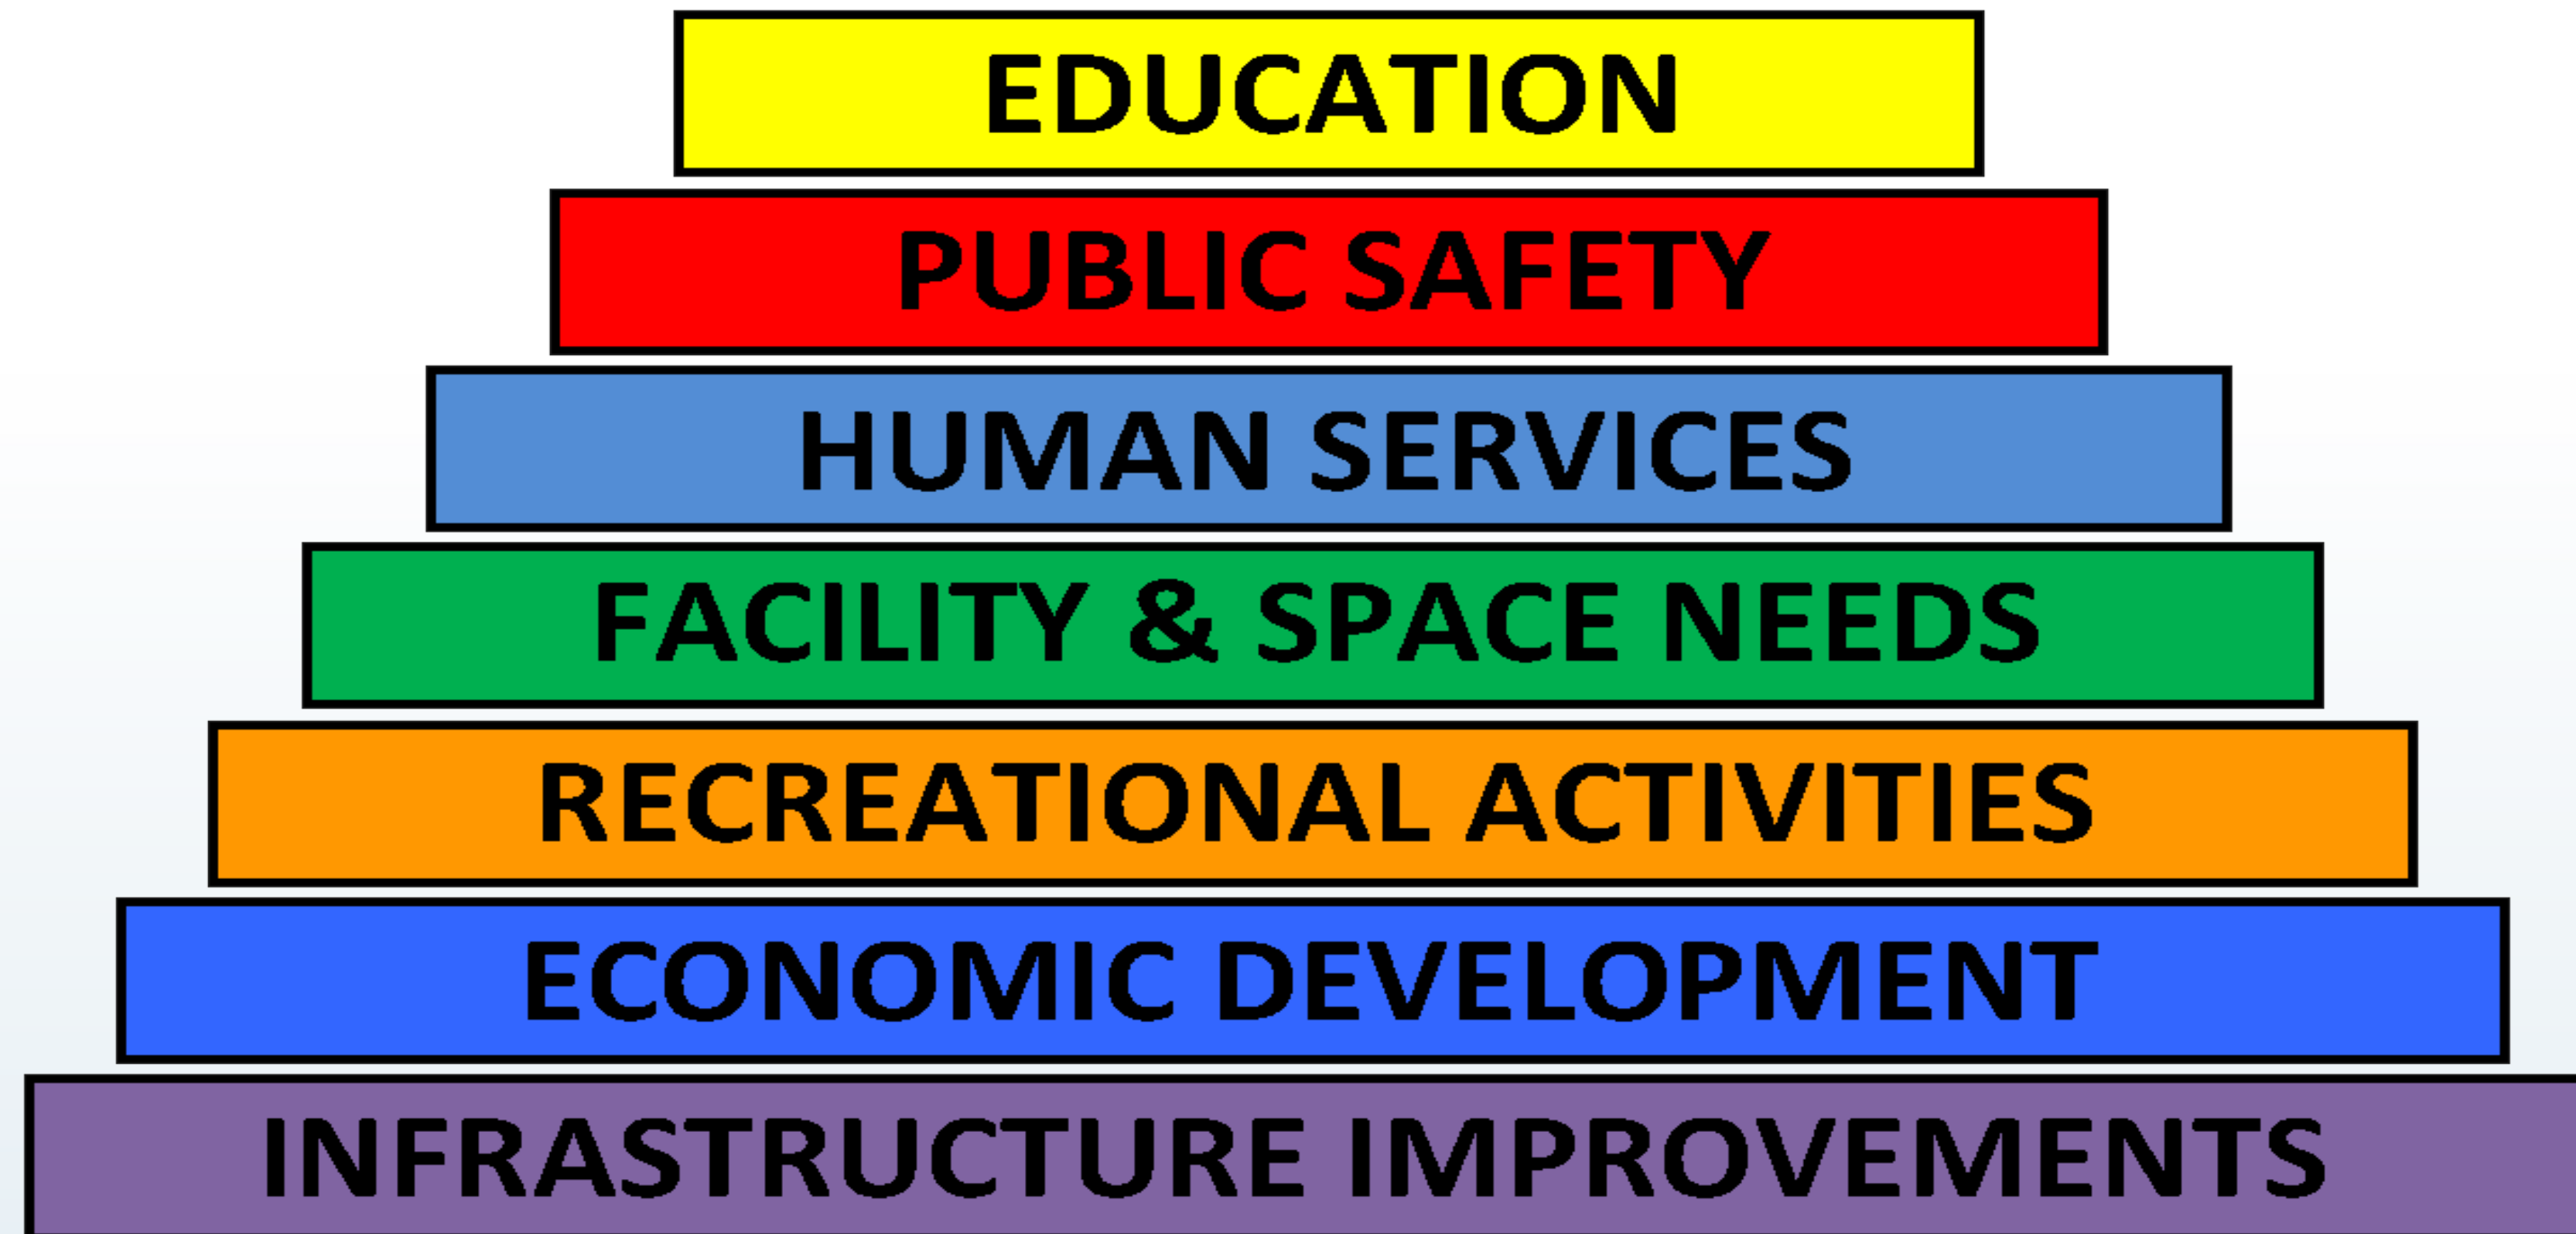 EDUCATION
PUBLIC SAFETY
HUMAN SERVICES
FACILITY & SPACE NEEDS
RECREATIONAL ACTIVITIES
ECONOMIC DEVELOPMENT
INFRASTRUCTURE IMPROVEMENTS